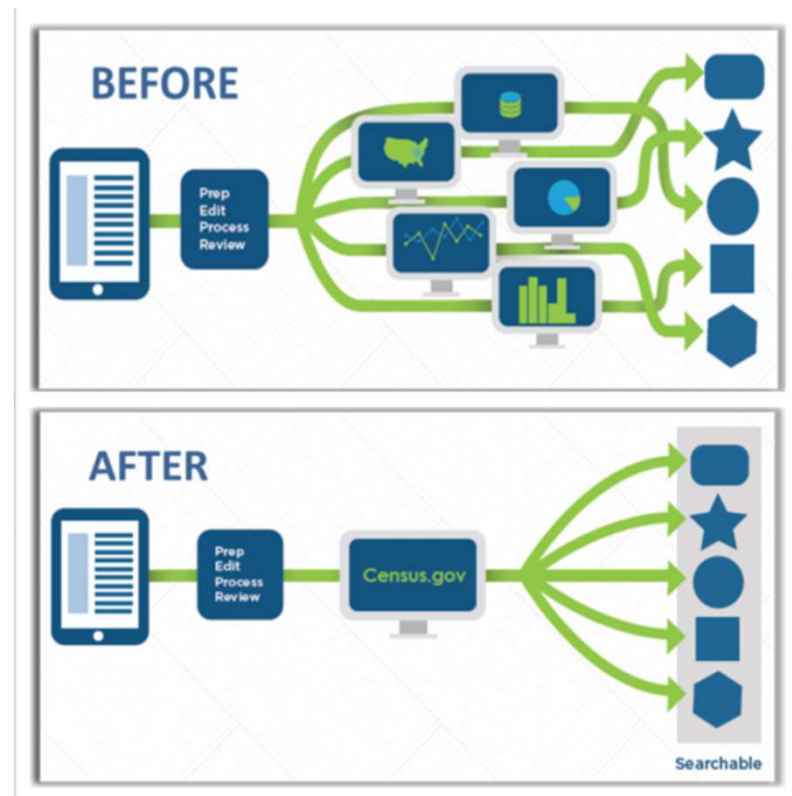 BEFORE
Prep
Edit
Process
Review
AFTER
Prep
Edit
Process
Review
Census.gov
Searchable